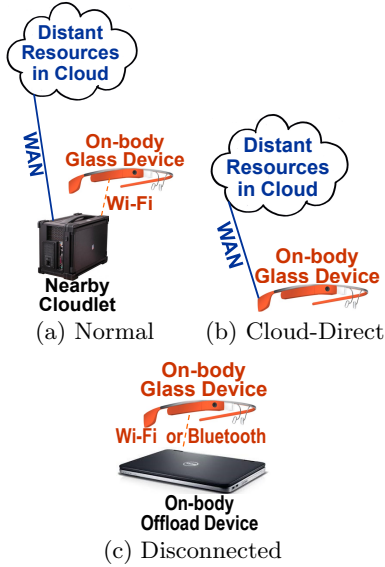 Distant
Resources
in Cloud
WAN
On-body
Glass Device
Wi-Fi
Nearby
Cloudlet
(a) Normal
Distant
Resources
in Cloud
WAN
On-body
Glass Device
(b) Cloud-Direct
On-body
Glass Device
Wi-Fi or Bluetooth
On-body
Offload Device
(c) Disconnected